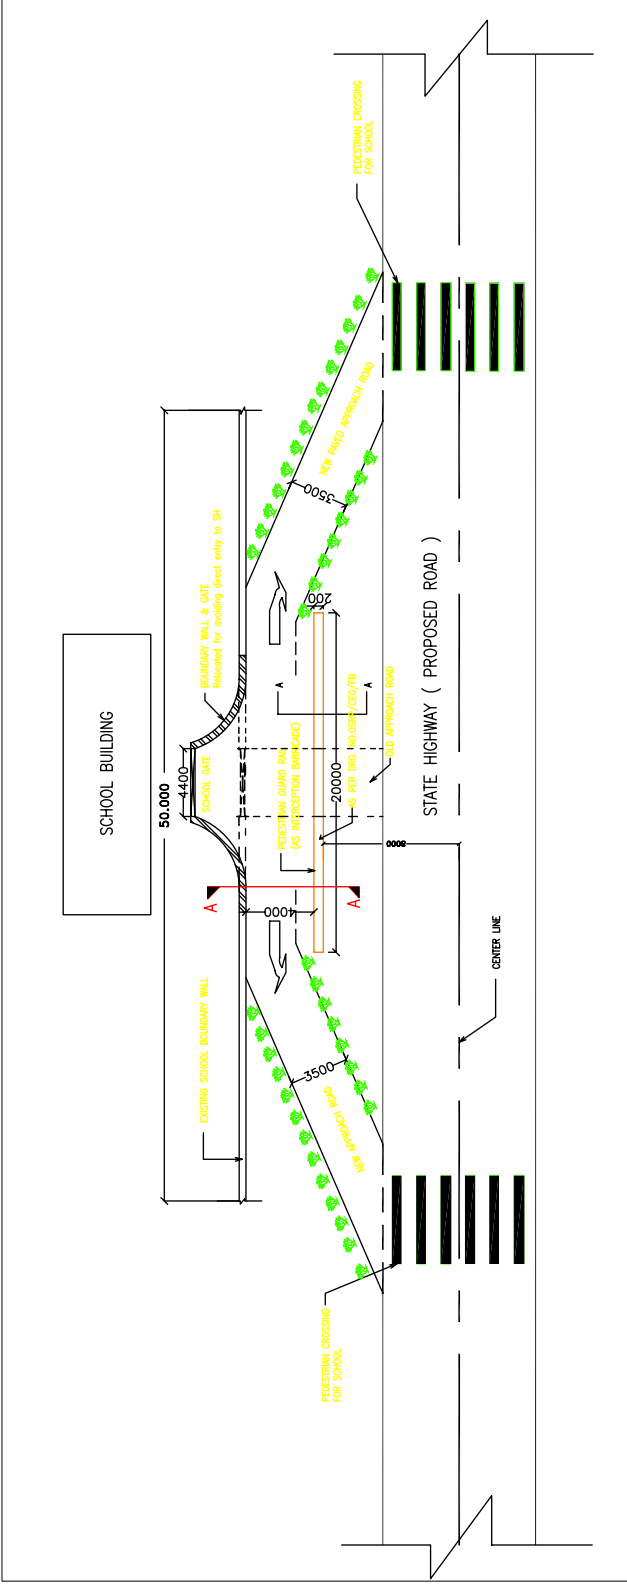 PEDESTRIAN CROSSING
FOR SCHOOL
NEW PAVED APPROACH ROAD
3500
BOUNDARY WALL & GATE
Relocated for avoiding direct entry to SH
200
A
A
SCHOOL BUILDING
50.000
4400
SCHOOL GATE
PEDESTRIAN GUARD RAIL
(AS INTERCEPTION BARRICADE)
20000
AS PER DRG
OLD APPROACH ROAD
STATE HIGHWAY ( PROPOSED ROAD )
8000
A
A
4000
CENTER LINE
EXISTING SCHOOL BOUNDARY WALL
3500
NEW APPROACH ROAD
PEDESTRIAN CROSSING
FOR SCHOOL